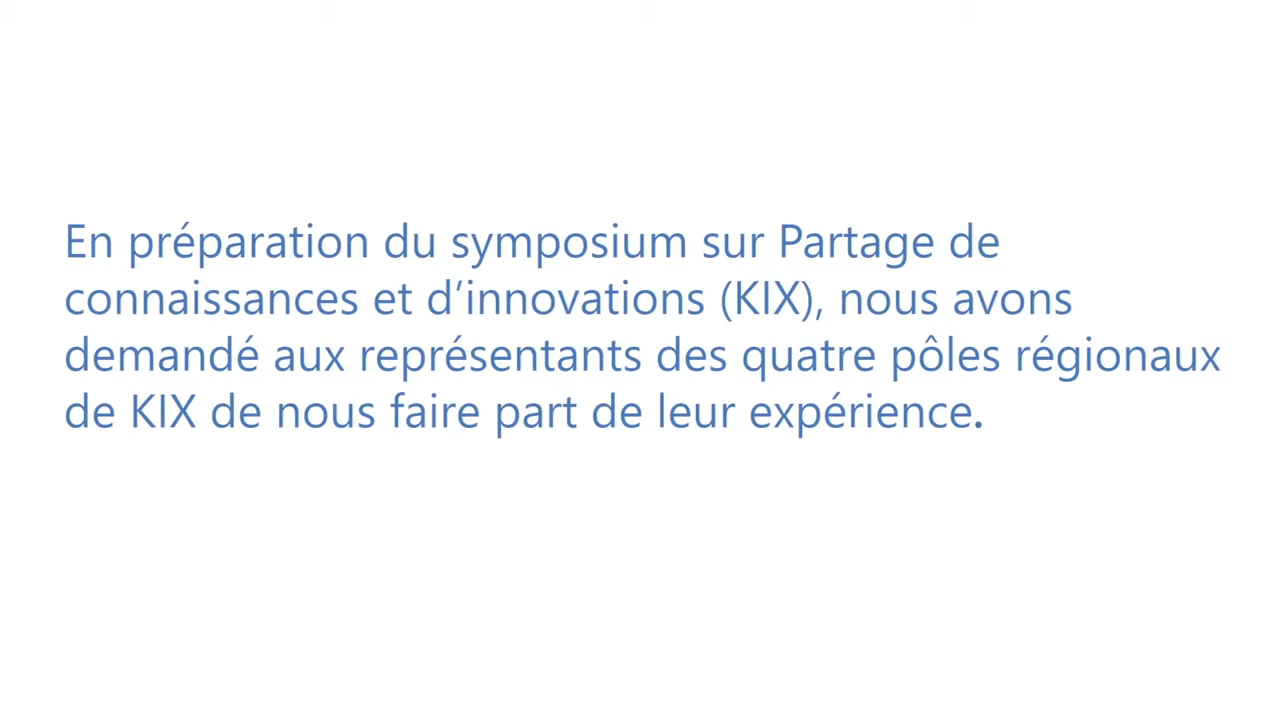 En préparation du symposium sur Partage de
connaissances et d’innovations (KIX), nous avons
demandé aux représentants des quatre pôles régionaux
de KIX de nous faire part de leur expérience.